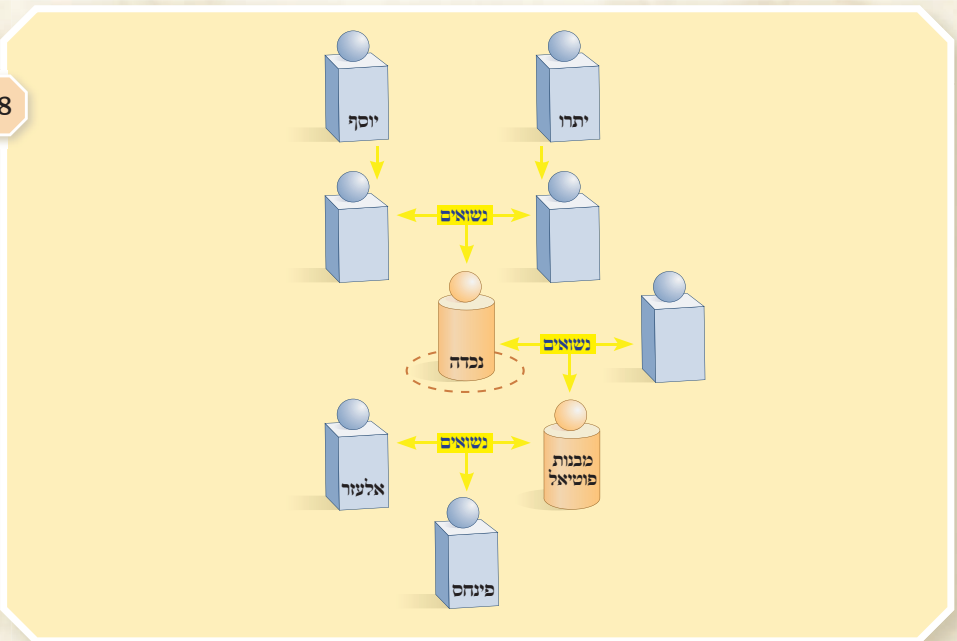 8
יוסף
יתרו
נשואים
נכדה
נשואים
נשואים
מבנות
פוטיאל
אלעזר
פינחס